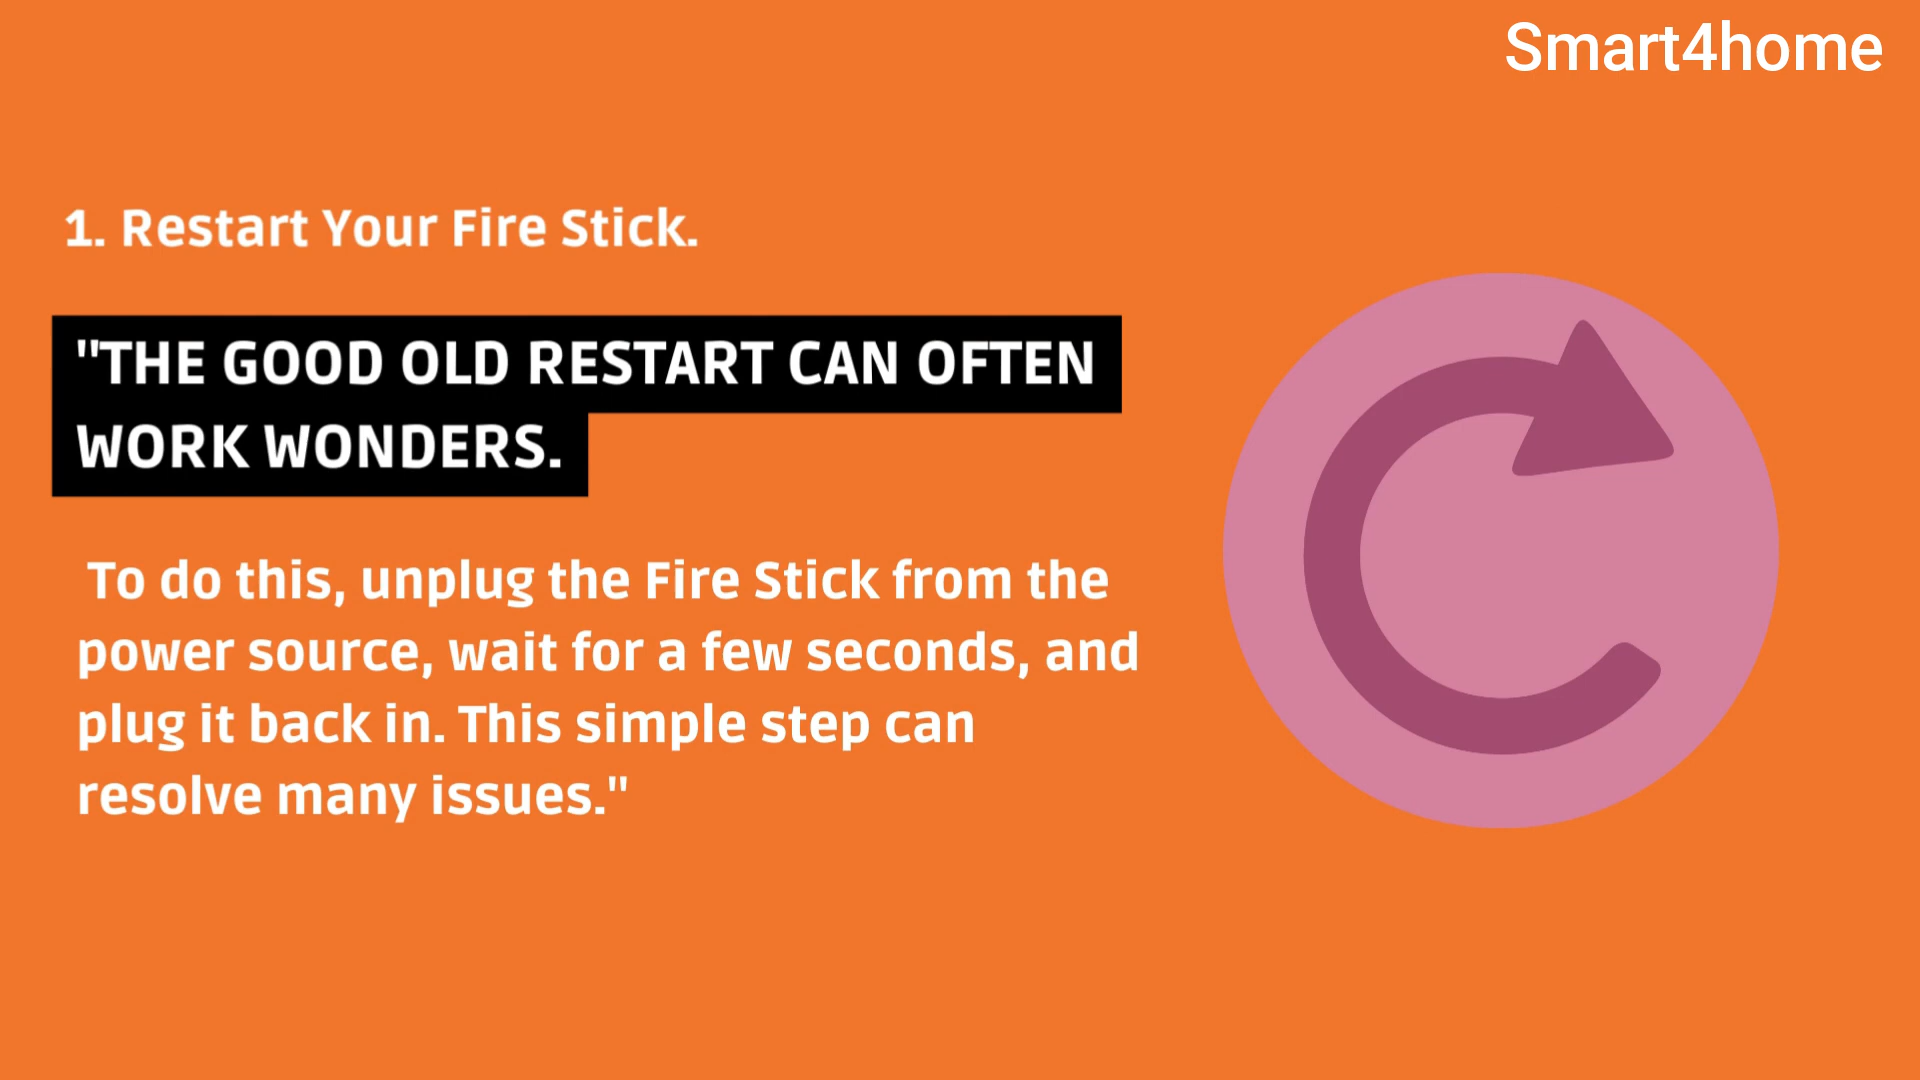 Smart4home
1. Restart Your Fire Stick.
"THE GOOD OLD RESTART CAN OFTEN
WORK WONDERS.
To do this, unplug the Fire Stick from the
power source, wait for a few seconds, and
plug it back in. This simple step can
resolve many issues."